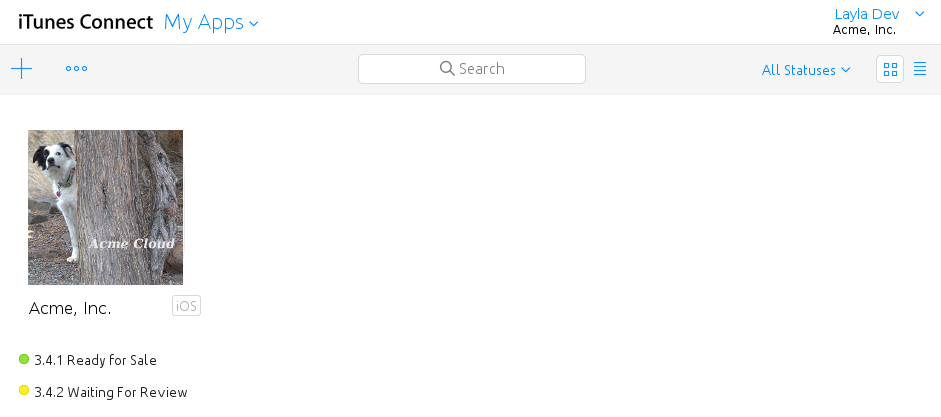 iTunes Connect My Apps
Layla Dev
Acme, Inc.
Search
All Statuses
Acme Cloud
Acme, Inc.
iOS
3.4.1 Ready for Sale
3.4.2 Waiting For Review